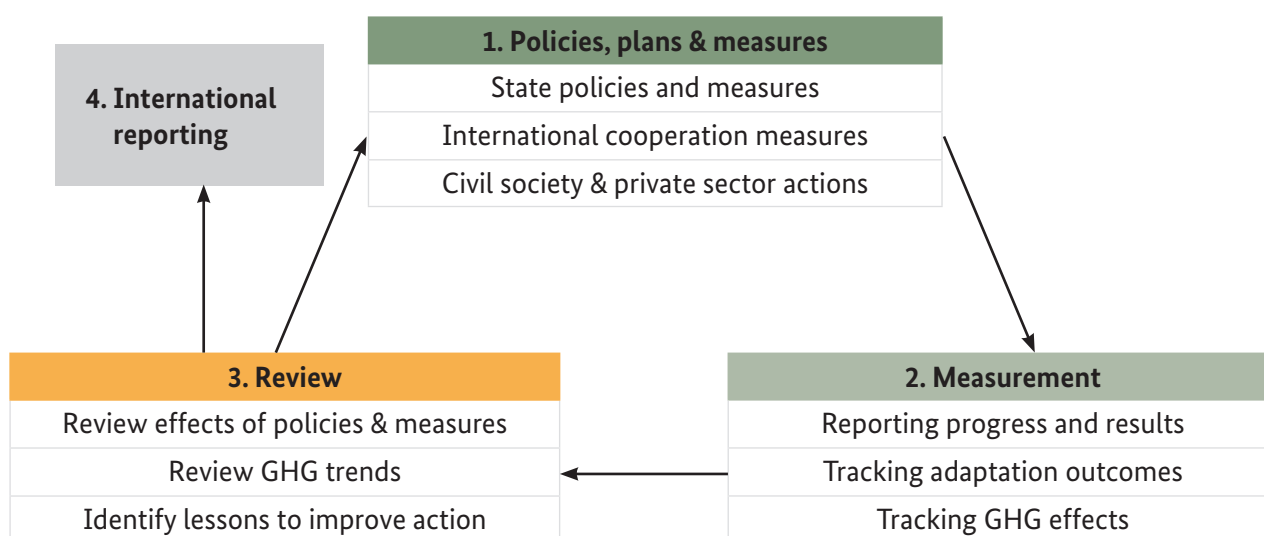 4. International
reporting
1. Policies, plans & measures
State policies and measures
International cooperation measures
Civil society & private sector actions
3. Review
Review effects of policies & measures
Review GHG trends
Identify lessons to improve action
2. Measurement
Reporting progress and results
Tracking adaptation outcomes
Tracking GHG effects